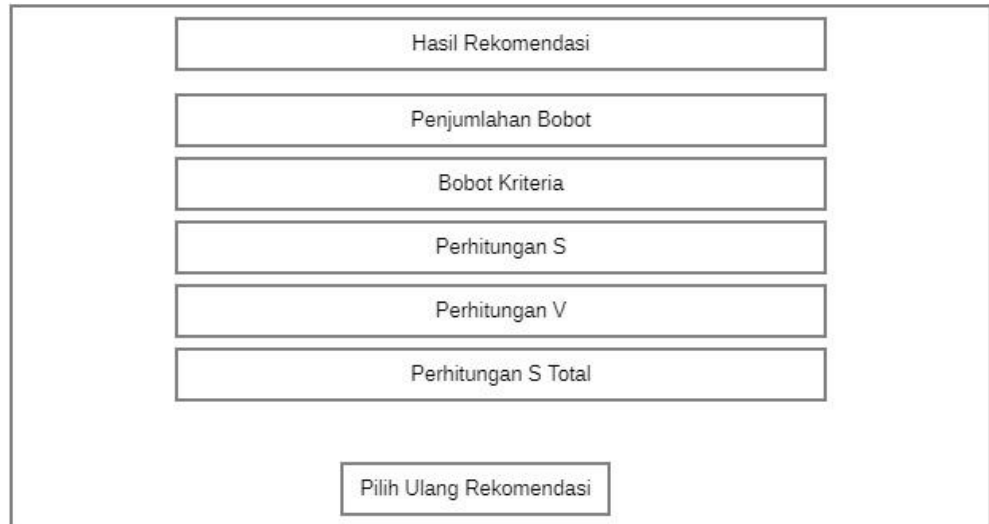 Hasil Rekomendasi
Penjumlahan Bobot
Bobot Kriteria
Perhitungan S
Perhitungan V
Perhitungan S Total
Pilih Ulang Rekomendasi